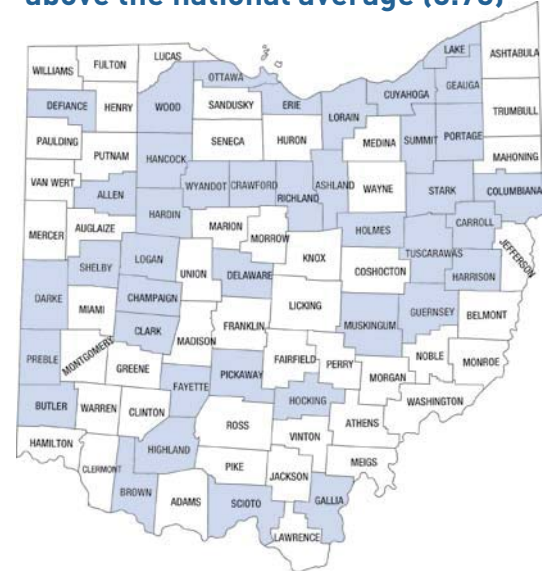 above the national average
LUCAS
WILLIAMS
FULTON
OTTAWA
LAKE
ASHTABULA
DEFIANCE
HENRY
WOOD
SANDUSKY
ERIE
LORAIN
CUYAHOGA
GEAUGA
TRUMBULL
PAULDING
PUTNAM
HANCOCK
SENECA
HURON
MEDINA
SUMMIT
PORTAGE
MAHONING
VAN WERT
ALLEN
WYANDOT
CRAWFORD
RICHLAND
ASHLAND
WAYNE
STARK
COLUMBIANA
MERCER
AUGLAIZE
HARDIN
MARION
MORROW
HOLMES
CARROLL
JEFFERSON
SHELBY
LOGAN
UNION
DELAWARE
KNOX
COSHOCTON
TUSCARAWAS
HARRISON
DARKE
MIAMI
CHAMPAIGN
LICKING
MUSKINGUM
GUERNSEY
BELMONT
CLARK
MADISON
FRANKLIN
PREBLE
MONTGOMERY
GREENE
FAYETTE
PICKAWAY
FAIRFIELD
PERRY
MORGAN
NOBLE
MONROE
BUTLER
WARREN
CLINTON
ROSS
HOCKING
ATHENS
WASHINGTON
HAMILTON
CLERMONT
HIGHLAND
PIKE
VINTON
MEIGS
BROWN
ADAMS
SCIOTO
JACKSON
GALLIA
LAWRENCE